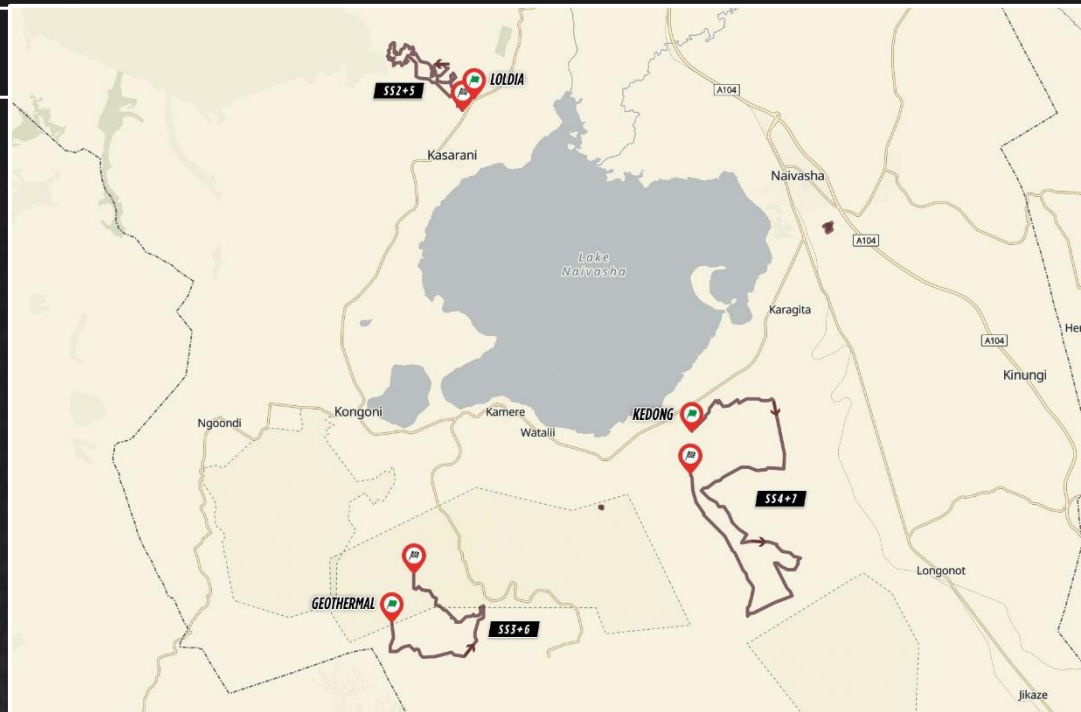 LOLDIA
SS2+5
A104
Kasarani
Naivasha
A104
Lake
Naivasha
Karagita
A104
Her
Kinungi
Kongoni
Kamere
KEDONG
Ngoondi
Watalii
SS4+7
Longonot
GEOTHERMAL
SS3+6
Jikaze